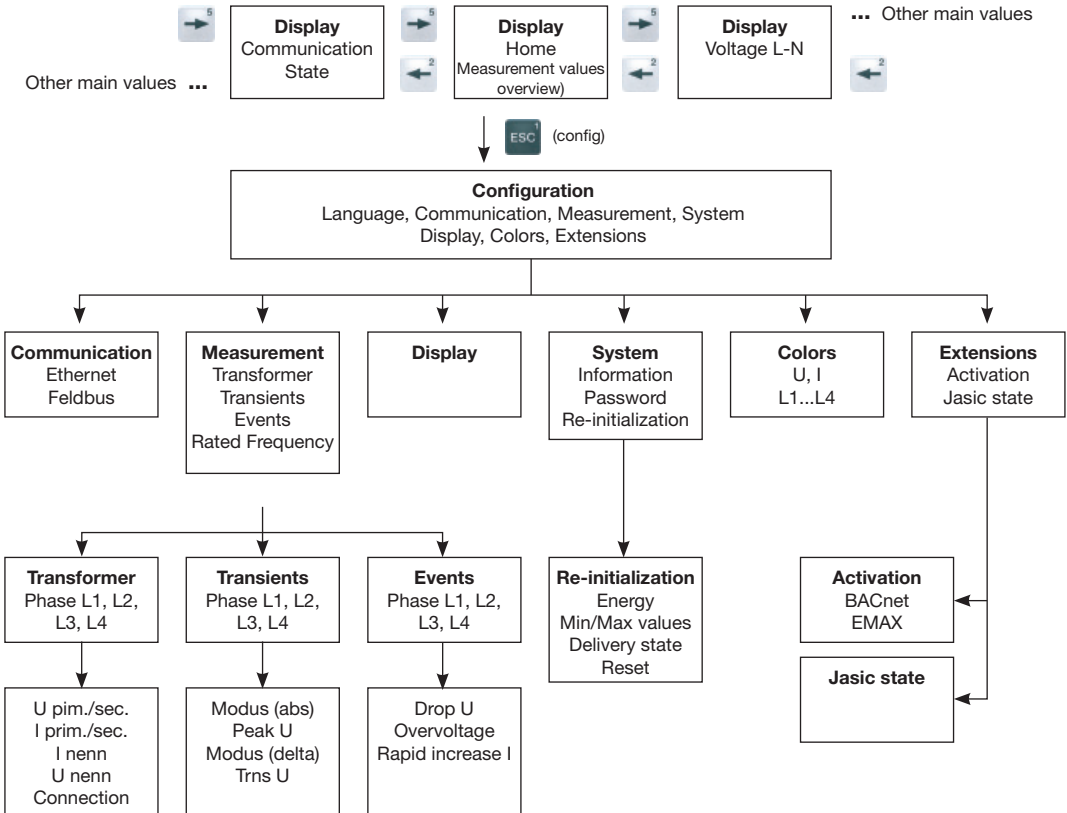 5
Display
Communication
State
5
Display
Home
Measurement values
overview)
5
Display
Voltage L-N
... Other main values
Other main values ...
2
2
2
ESC 1
(config)
Configuration
Language, Communication, Measurement, System
Display, Colors, Extensions
Communication
Ethernet
Feldbus
Measurement
Transformer
Transients
Events
Rated Frequency
Display
System
Information
Password
Re-initialization
Colors
U, I
L1...L4
Extensions
Activation
Jasic state
Transformer
Phase L1, L2,
L3, L4
Transients
Phase L1, L2,
L3, L4
Events
Phase L1, L2,
L3, L4
Re-initialization
Energy
Min/Max values
Delivery state
Reset
Activation
BACnet
EMAX
Jasic state
U pim./sec.
I prim./sec.
I nenn
U nenn
Connection
Modus (abs)
Peak U
Modus (delta)
Trns U
Drop U
Overvoltage
Rapid increase I